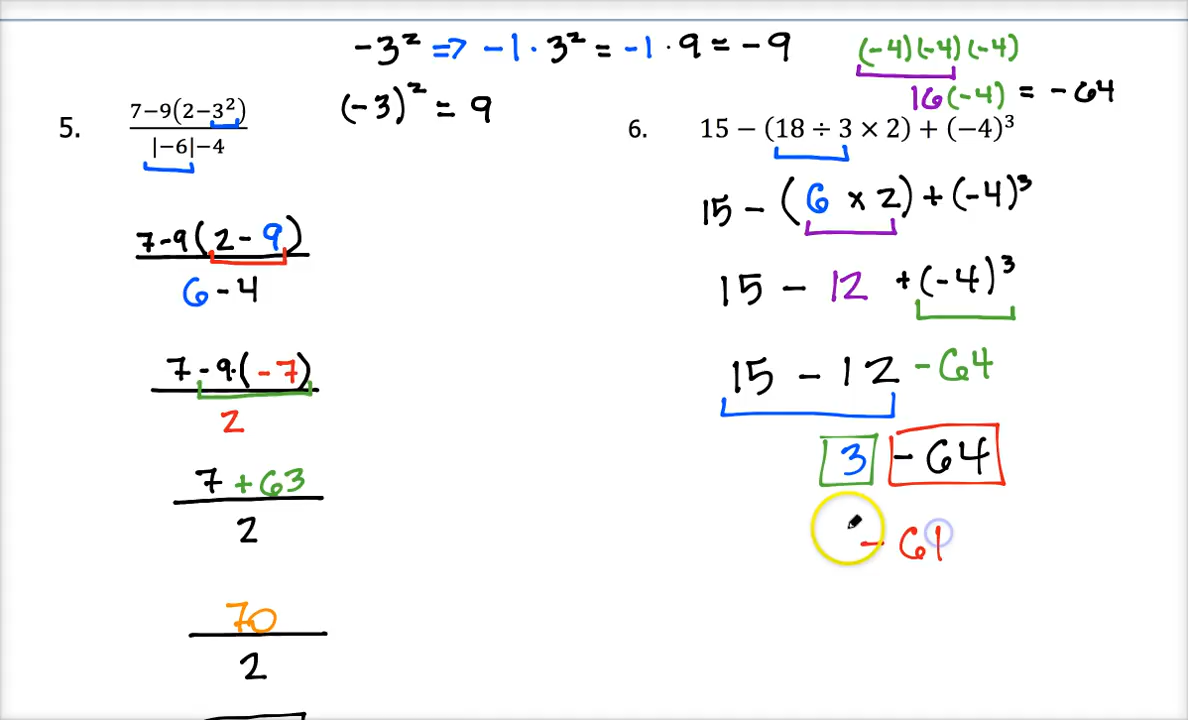 -3² => -1 · 3² = -1 · 9 = -9
(-3)² = 9
5.
7−9(2−3²)
|−6|−4
7-9(2-9)
6-4
7-9·(-7)
2
7+63
2
70
2
(-4)(-4)(-4)
16(-4) = -64
6. 15 − (18 ÷ 3 × 2) + (−4)³
15 - (6 × 2) + (-4)³
15 - 12 + (-4)³
15 - 12 - 64
3 - 64
- 61